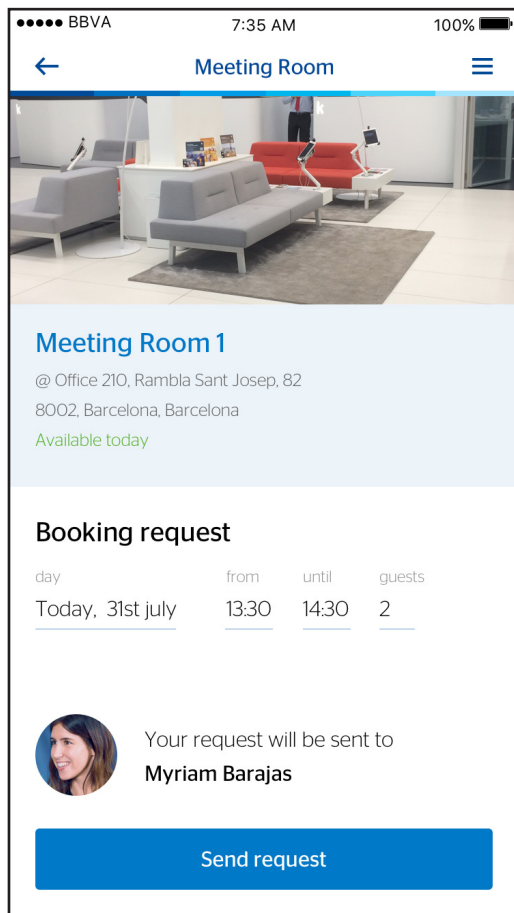 BBVA 7:35 AM 100%
Meeting Room
k k
Meeting Room 1
@ Office 210, Rambla Sant Josep, 82
8002, Barcelona, Barcelona
Available today
Booking request
day from until guests
Today, 31st july 13:30 14:30 2
Your request will be sent to
Myriam Barajas
Send request